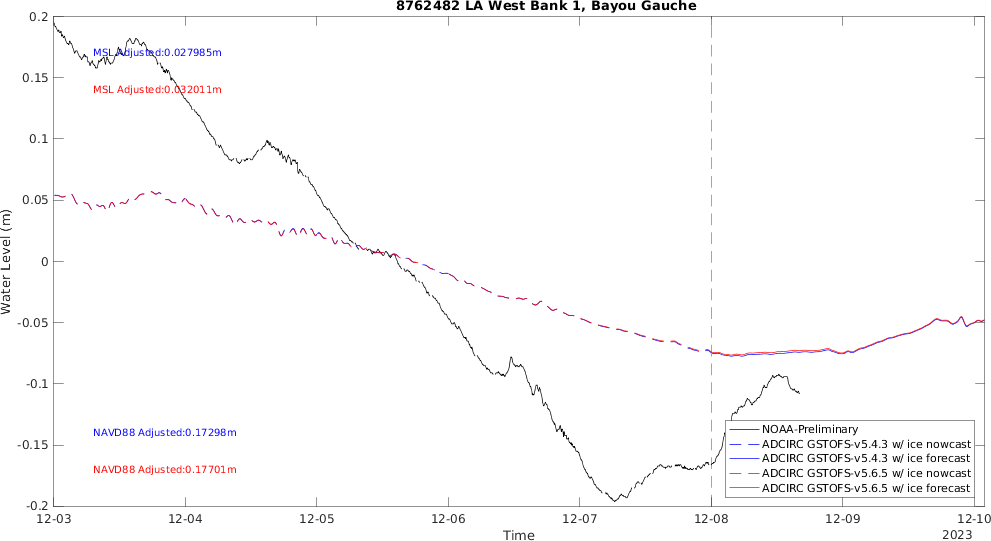 8762482 LA West Bank 1, Bayou Gauche
0.2
0.15
0.1
0.05
0
-0.05
-0.1
-0.15
-0.2
Water Level (m)
MSL Adjusted:0.027985m
MSL Adjusted:0.032011m
NAVD88 Adjusted:0.17298m
NAVD88 Adjusted:0.17701m
NOAA-Preliminary
ADCIRC GSTOFS-v5.4.3 w/ ice nowcast
ADCIRC GSTOFS-v5.4.3 w/ ice forecast
ADCIRC GSTOFS-v5.6.5 w/ ice nowcast
ADCIRC GSTOFS-v5.6.5 w/ ice forecast
12-03 12-04 12-05 12-06 12-07 12-08 12-09 12-10
Time
2023